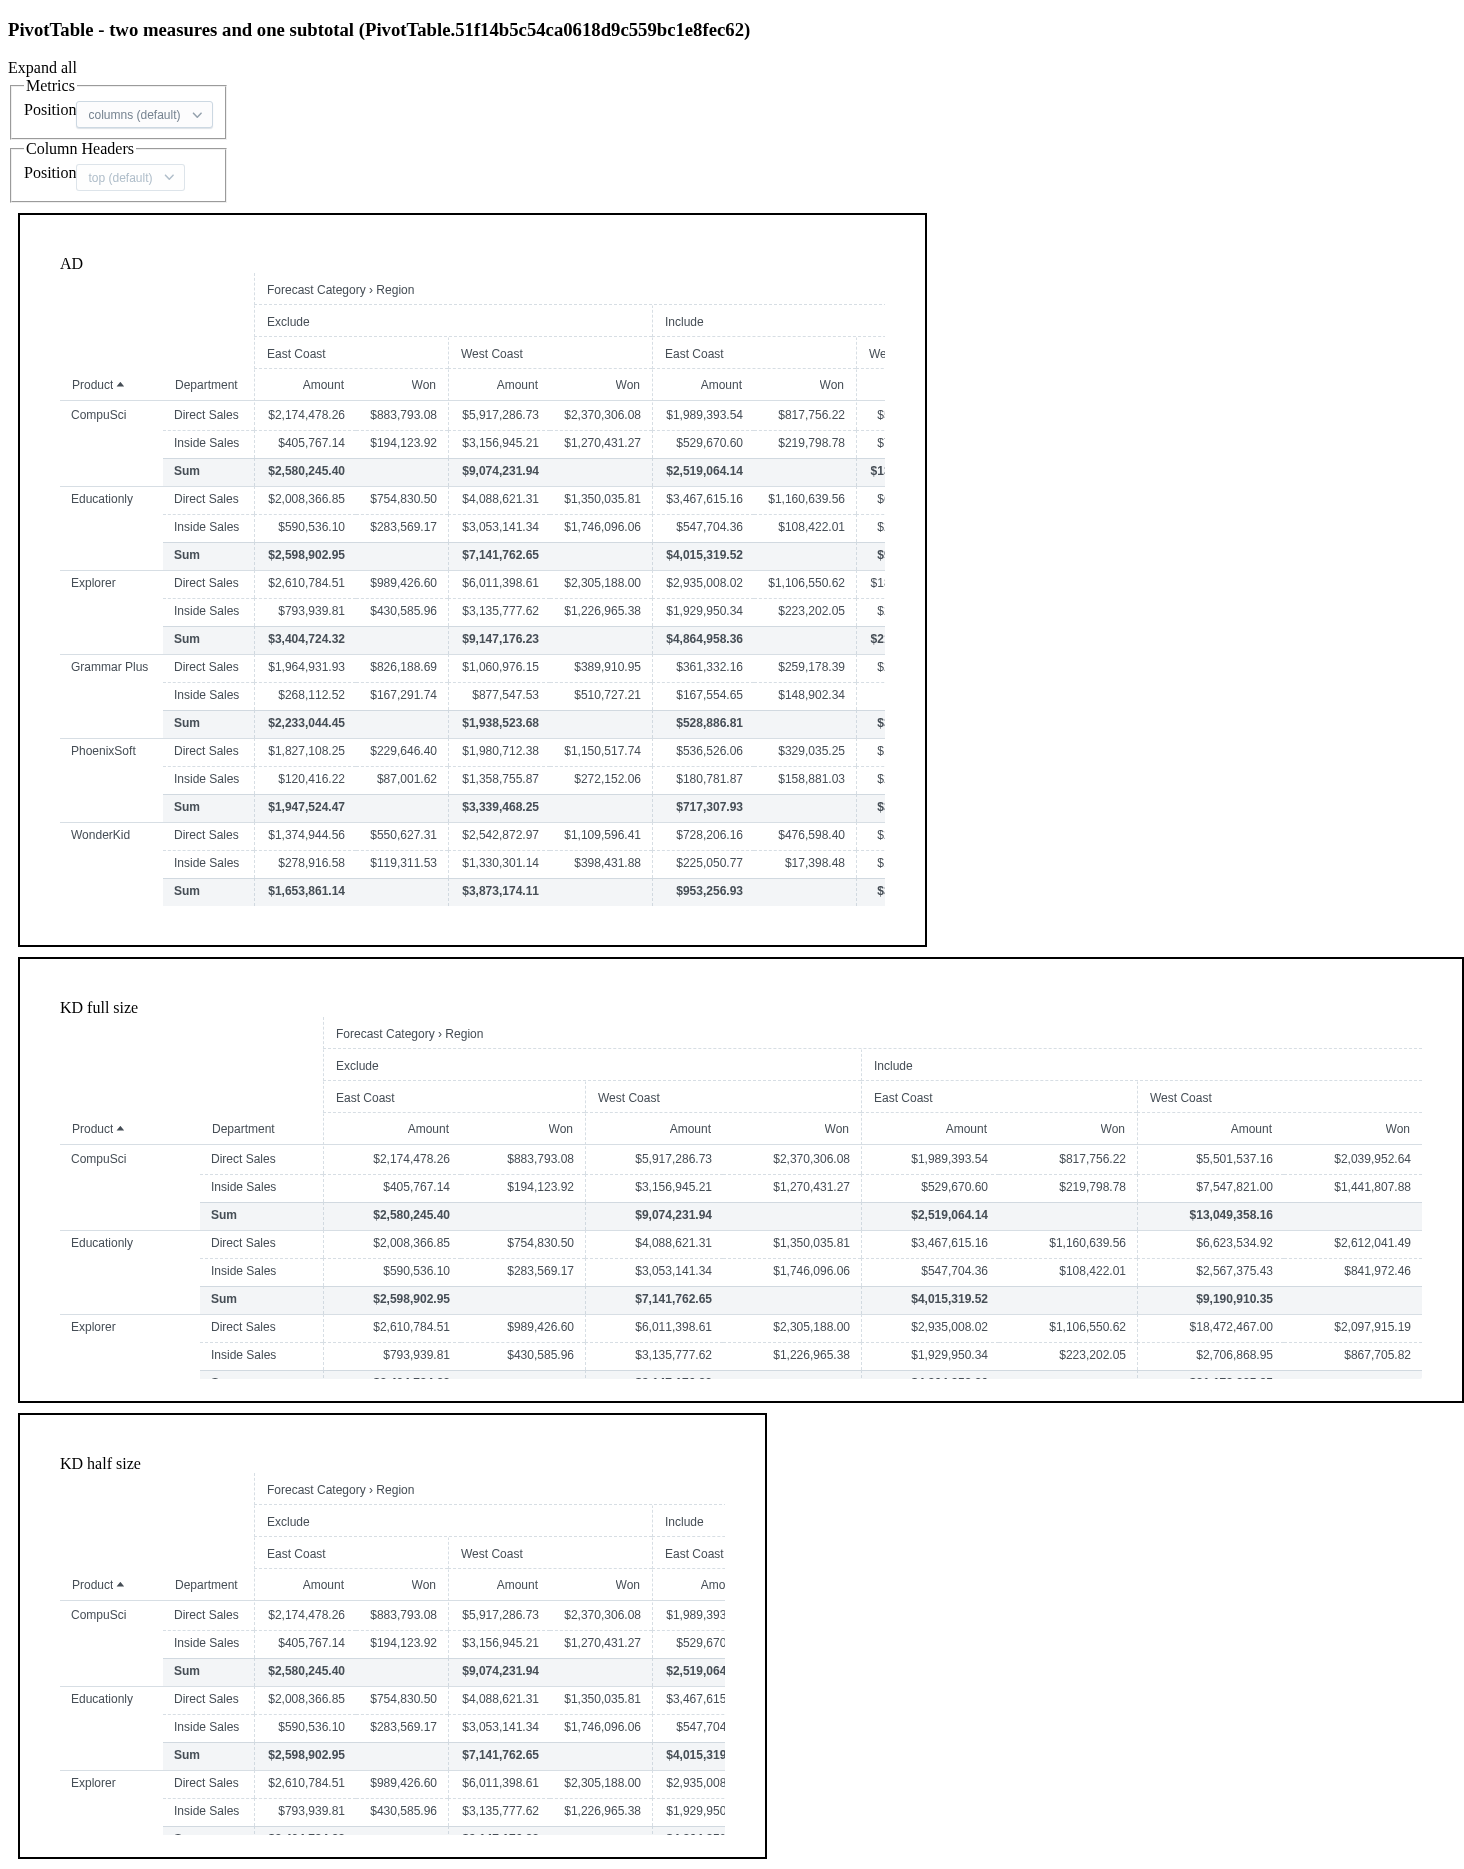 PivotTable - two measures and one subtotal (PivotTable.51f14b5c54ca0618d9c559bc1e8fec62)
Expand all
Metrics
Position columns (default)
Column Headers
Position top (default)
AD
Forecast Category › Region
Exclude Include
East Coast West Coast East Coast We
Product Department Amount Won Amount Won Amount Won
CompuSci Direct Sales $2,174,478.26 $883,793.08 $5,917,286.73 $2,370,306.08 $1,989,393.54 $817,756.22
Inside Sales $405,767.14 $194,123.92 $3,156,945.21 $1,270,431.27 $529,670.60 $219,798.78
Sum $2,580,245.40 $9,074,231.94 $2,519,064.14
Educationly Direct Sales $2,008,366.85 $754,830.50 $4,088,621.31 $1,350,035.81 $3,467,615.16 $1,160,639.56
Inside Sales $590,536.10 $283,569.17 $3,053,141.34 $1,746,096.06 $547,704.36 $108,422.01
Sum $2,598,902.95 $7,141,762.65 $4,015,319.52
Explorer Direct Sales $2,610,784.51 $989,426.60 $6,011,398.61 $2,305,188.00 $2,935,008.02 $1,106,550.62
Inside Sales $793,939.81 $430,585.96 $3,135,777.62 $1,226,965.38 $1,929,950.34 $223,202.05
Sum $3,404,724.32 $9,147,176.23 $4,864,958.36
Grammar Plus Direct Sales $1,964,931.93 $826,188.69 $1,060,976.15 $389,910.95 $361,332.16 $259,178.39
Inside Sales $268,112.52 $167,291.74 $877,547.53 $510,727.21 $167,554.65 $148,902.34
Sum $2,233,044.45 $1,938,523.68 $528,886.81
PhoenixSoft Direct Sales $1,827,108.25 $229,646.40 $1,980,712.38 $1,150,517.74 $536,526.06 $329,035.25
Inside Sales $120,416.22 $87,001.62 $1,358,755.87 $272,152.06 $180,781.87 $158,881.03
Sum $1,947,524.47 $3,339,468.25 $717,307.93
WonderKid Direct Sales $1,374,944.56 $550,627.31 $2,542,872.97 $1,109,596.41 $728,206.16 $476,598.40
Inside Sales $278,916.58 $119,311.53 $1,330,301.14 $398,431.88 $225,050.77 $17,398.48
Sum $1,653,861.14 $3,873,174.11 $953,256.93
KD full size
Forecast Category › Region
Exclude Include
East Coast West Coast East Coast West Coast
Product Department Amount Won Amount Won Amount Won Amount Won
CompuSci Direct Sales $2,174,478.26 $883,793.08 $5,917,286.73 $2,370,306.08 $1,989,393.54 $817,756.22 $5,501,537.16 $2,039,952.64
Inside Sales $405,767.14 $194,123.92 $3,156,945.21 $1,270,431.27 $529,670.60 $219,798.78 $7,547,821.00 $1,441,807.88
Sum $2,580,245.40 $9,074,231.94 $2,519,064.14 $13,049,358.16
Educationly Direct Sales $2,008,366.85 $754,830.50 $4,088,621.31 $1,350,035.81 $3,467,615.16 $1,160,639.56 $6,623,534.92 $2,612,041.49
Inside Sales $590,536.10 $283,569.17 $3,053,141.34 $1,746,096.06 $547,704.36 $108,422.01 $2,567,375.43 $841,972.46
Sum $2,598,902.95 $7,141,762.65 $4,015,319.52 $9,190,910.35
Explorer Direct Sales $2,610,784.51 $989,426.60 $6,011,398.61 $2,305,188.00 $2,935,008.02 $1,106,550.62 $18,472,467.00 $2,097,915.19
Inside Sales $793,939.81 $430,585.96 $3,135,777.62 $1,226,965.38 $1,929,950.34 $223,202.05 $2,706,868.95 $867,705.82
KD half size
Forecast Category › Region
Exclude Include
East Coast West Coast East Coast
Product Department Amount Won Amount Won Amo
CompuSci Direct Sales $2,174,478.26 $883,793.08 $5,917,286.73 $2,370,306.08 $1,989,393
Inside Sales $405,767.14 $194,123.92 $3,156,945.21 $1,270,431.27 $529,670
Sum $2,580,245.40 $9,074,231.94 $2,519,064
Educationly Direct Sales $2,008,366.85 $754,830.50 $4,088,621.31 $1,350,035.81 $3,467,615
Inside Sales $590,536.10 $283,569.17 $3,053,141.34 $1,746,096.06 $547,704
Sum $2,598,902.95 $7,141,762.65 $4,015,319
Explorer Direct Sales $2,610,784.51 $989,426.60 $6,011,398.61 $2,305,188.00 $2,935,008
Inside Sales $793,939.81 $430,585.96 $3,135,777.62 $1,226,965.38 $1,929,950